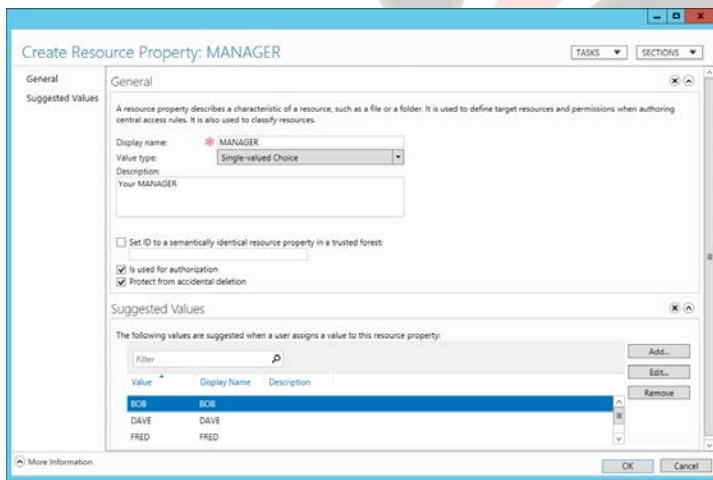 Create Resource Property: MANAGER
TASKS
SECTIONS
General
Suggested Values
General
A resource property describes a characteristic of a resource, such as a file or a folder. It is used to define target resources and permissions when authoring
central access rules. It is also used to classify resources.
Display name: * MANAGER
Value type: Single-valued Choice
Description:
Your MANAGER
Set ID to a semantically identical resource property in a trusted forest:
Is used for authorization
Protect from accidental deletion
Suggested Values
The following values are suggested when a user assigns a value to this resource property:
Filter
Add...
Edit...
Remove
Value Display Name Description
BOB BOB
DAVE DAVE
FRED FRED
More Information
OK Cancel